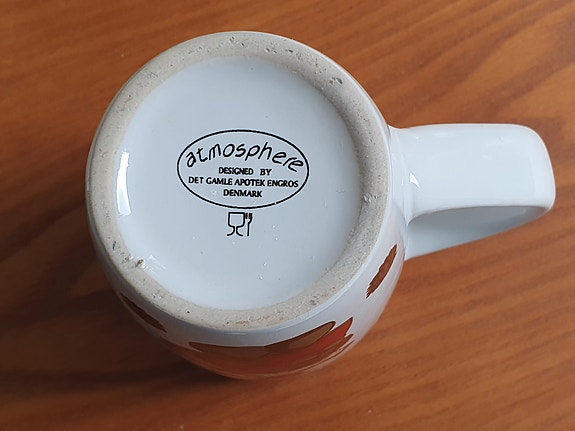 atmosphere
DESIGNED BY
DET GAMLE APOTEK ENGROS
DENMARK